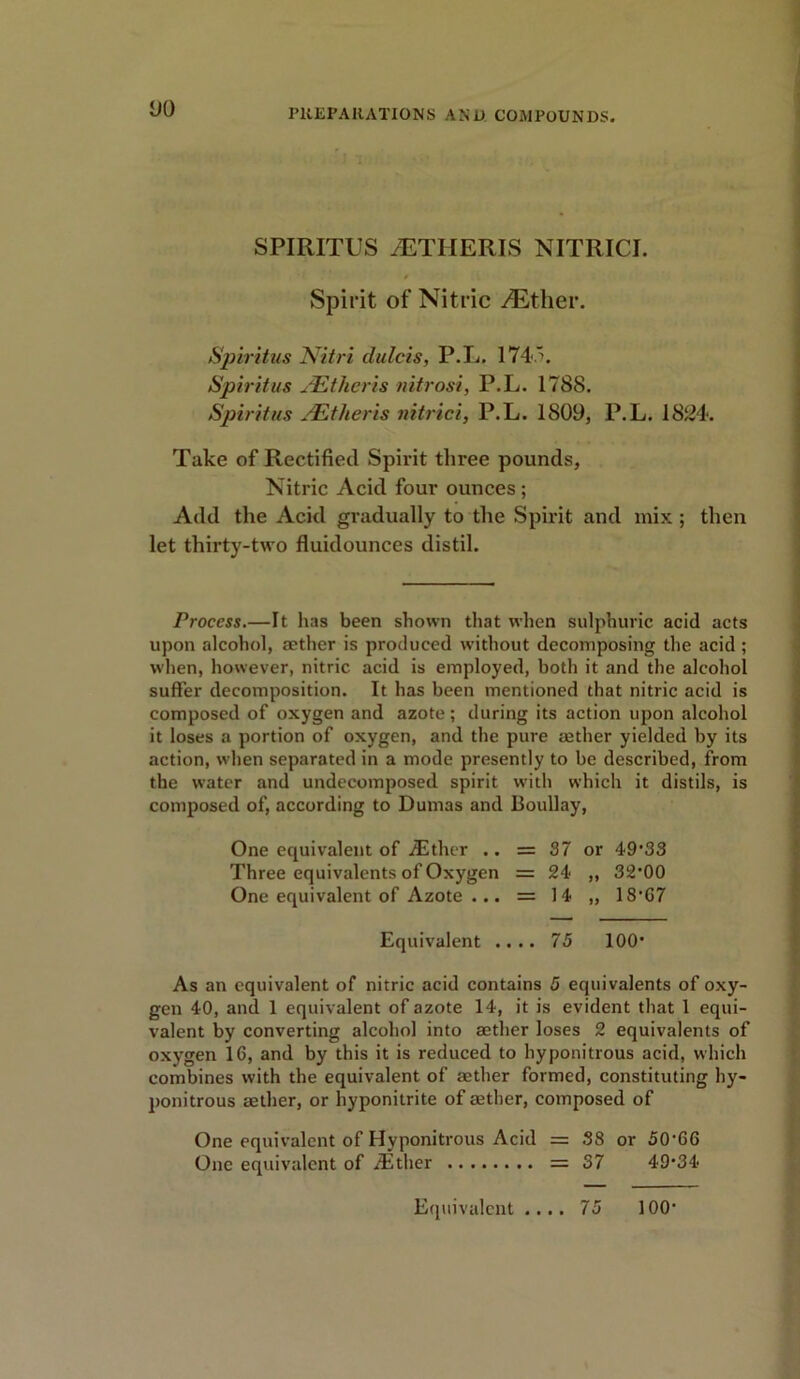 90
PREPARATIONS AND COMPOUNDS.
SPIRITUS ÆTHERIS NITRICI.
Spirit of Nitric Æther.
Spiritus Nitri dulcis, P.L. 1745.
Spiritus Ætheris nitrosi, P.L. 1788.
Spiritus Ætheris nitrici, P.L. 1809, P.L. 1824.
Take of Rectified Spirit three pounds,
Nitric Acid four ounces;
Add the Acid gradually to the Spirit and mix; then
let thirty-two fluidounces distil.
Process.—It has been shown that when sulphuric acid acts
upon alcohol, æther is produced without decomposing the acid;
when, however, nitric acid is employed, both it and the alcohol
suffer decomposition. It has been mentioned that nitric acid is
composed of oxygen and azote; during its action upon alcohol
it loses a portion of oxygen, and the pure æther yielded by its
action, when separated in a mode presently to be described, from
the water and undecomposed spirit with which it distils, is
composed of, according to Dumas and Boullay,
One equivalent of Æther .. = 37 or 49·33
Three equivalents of Oxygen = 24 „ 32·00
One equivalent of Azote ... = 14 „ 18·67
Equivalent .... 75 100·
As an equivalent of nitric acid contains 5 equivalents of oxy-
gen 40, and 1 equivalent of azote 14, it is evident that 1 equi-
valent by converting alcohol into æther loses 2 equivalents of
oxygen 16, and by this it is reduced to hyponitrous acid, which
combines with the equivalent of æther formed, constituting hy-
ponitrous æther, or hyponitrite of æther, composed of
One equivalent of Hyponitrous Acid = 38 or 50·66
One equivalent of Æther ........ = 37 49·34
Equivalent .... 75 100·